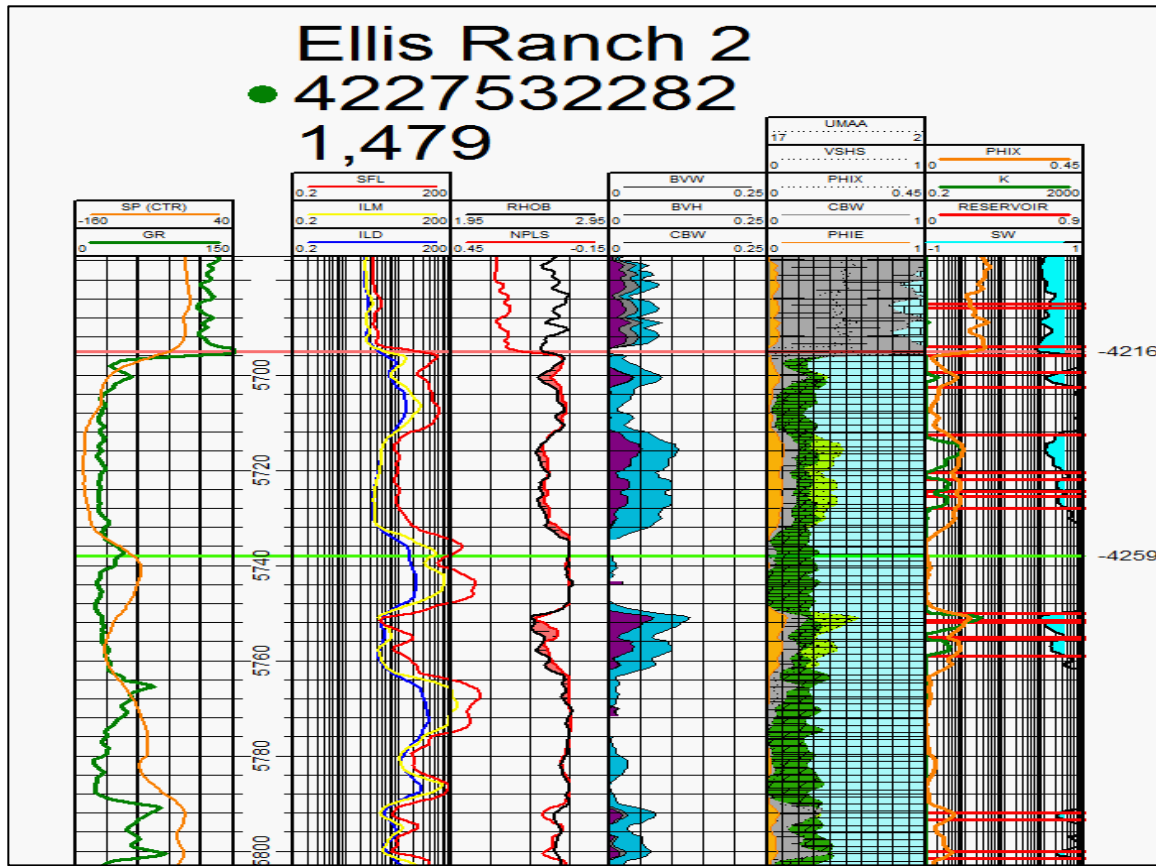 Ellis Ranch 2
4227532282
1,479
UMAA
17 2
VSHS
0 1
PHIX
0 0.45
SFL
0.2 200
BVW
0 0.25
PHIX
0 0.45
K
0.2 2000
SP (CTR)
-160 40
ILM
0.2 200
RHOB
1.95 2.95
BVH
0 0.25
CBW
0 1
RESERVOIR
0 0.9
GR
0 150
ILD
0.2 200
NPLS
0.45 -0.15
CBW
0 0.25
PHIE
0 1
SW
-1 1
-4216
5700
5720
5740
-4259
5760
5780
5800